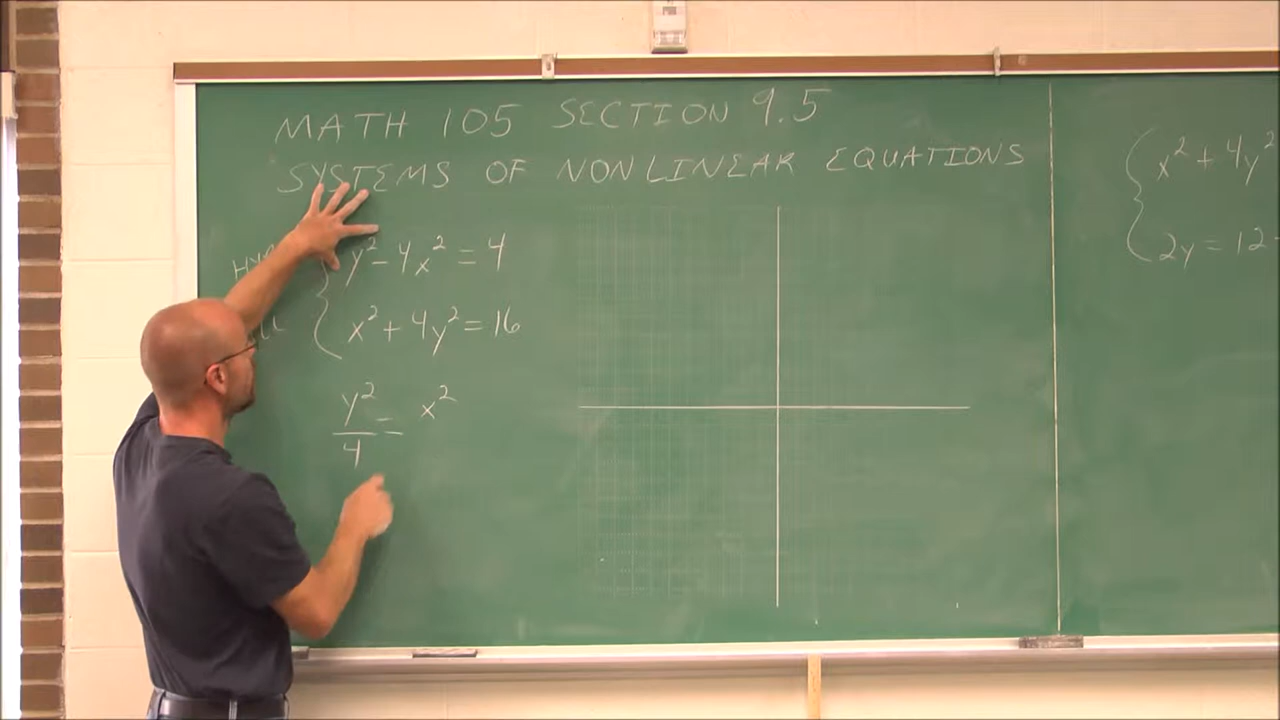 MATH 105 SECTION 9.5
SYSTEMS OF NONLINEAR EQUATIONS
y² - 4x² = 4
x² + 4y² = 16
y²/4 = x²
x² + 4y²
2y = 12